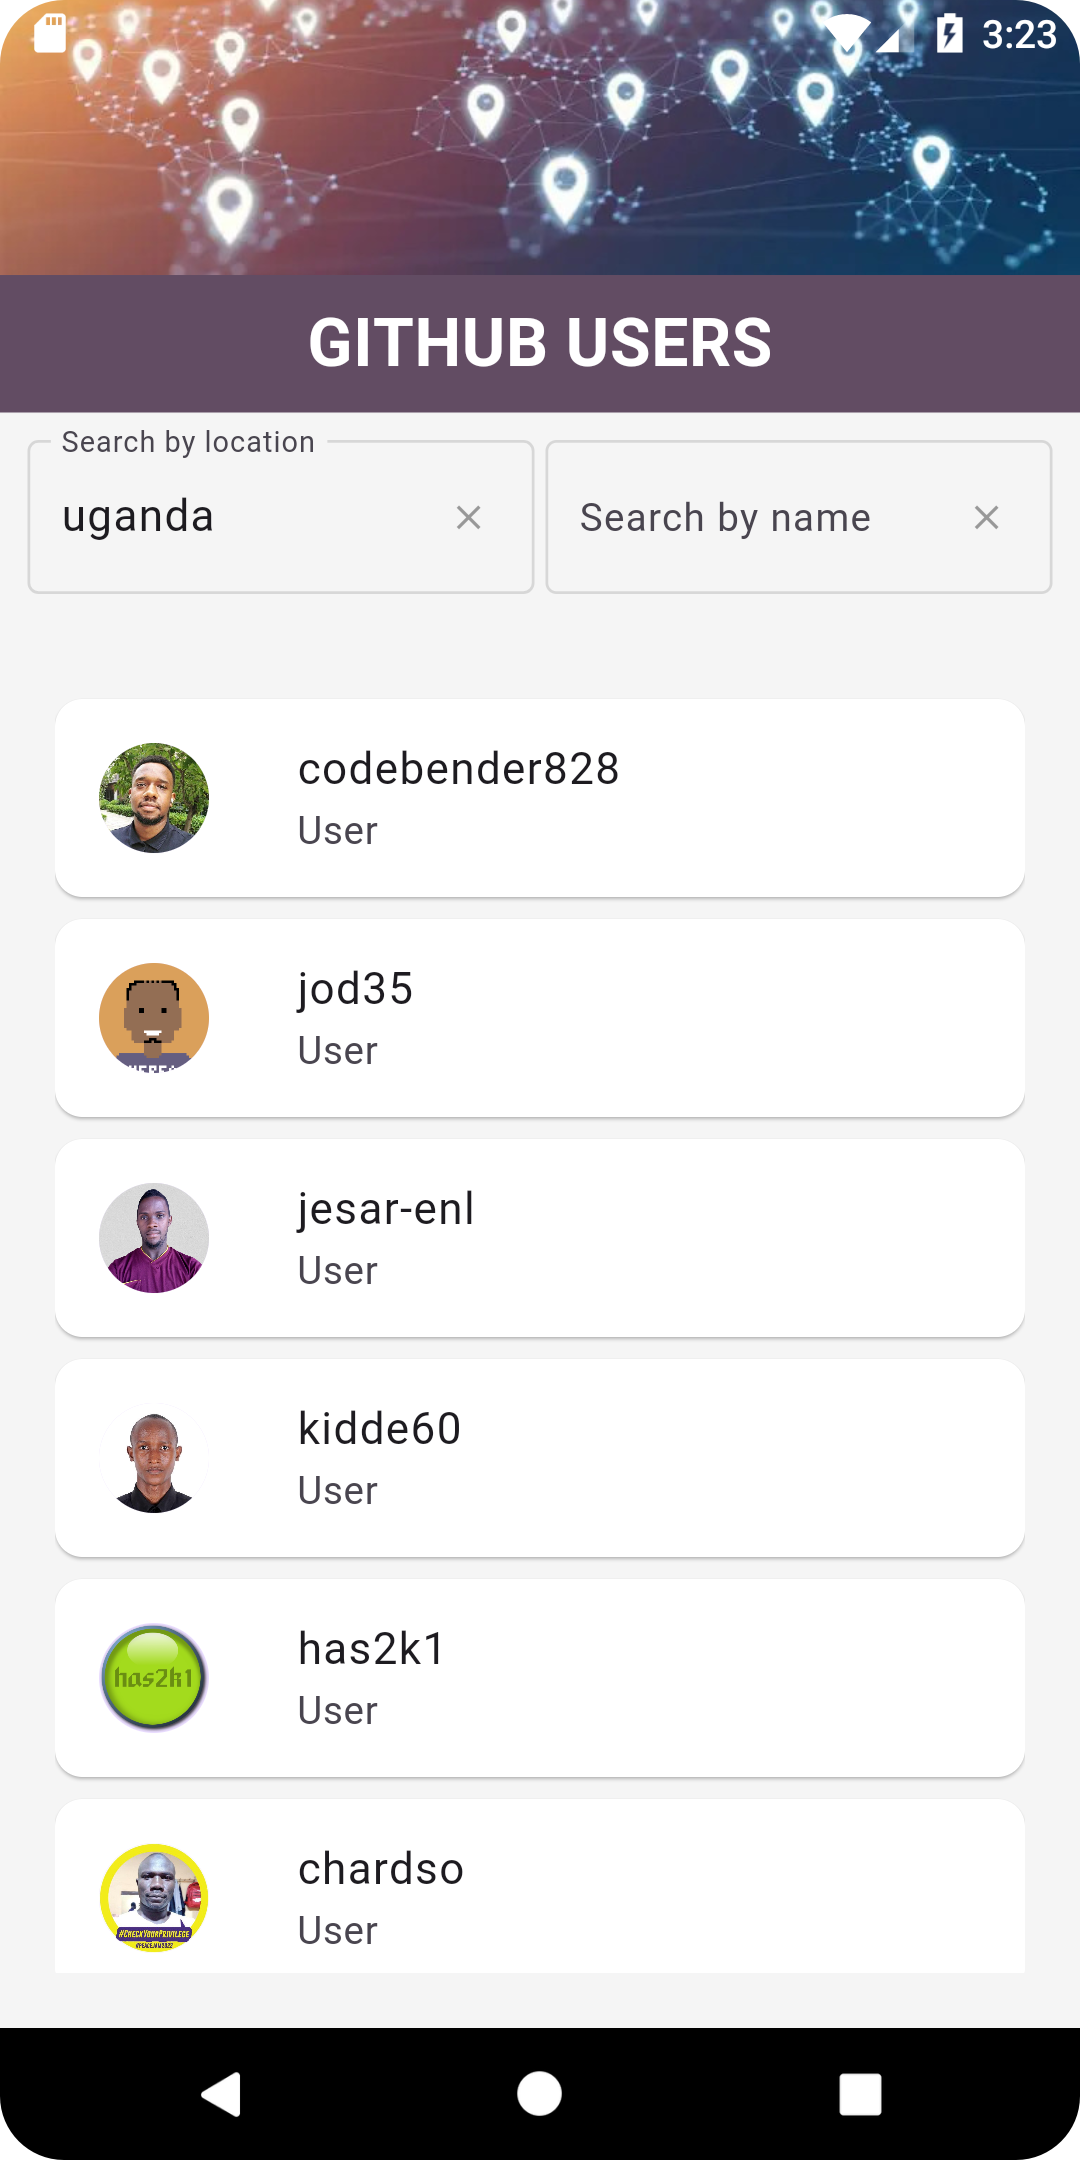 3:23
GITHUB USERS
Search by location
uganda
Search by name
codebender828
User
jod35
User
jesar-enl
User
kidde60
User
has2k1
has2k1
User
chardso
#CHECKYOURPRIVILEGE
User